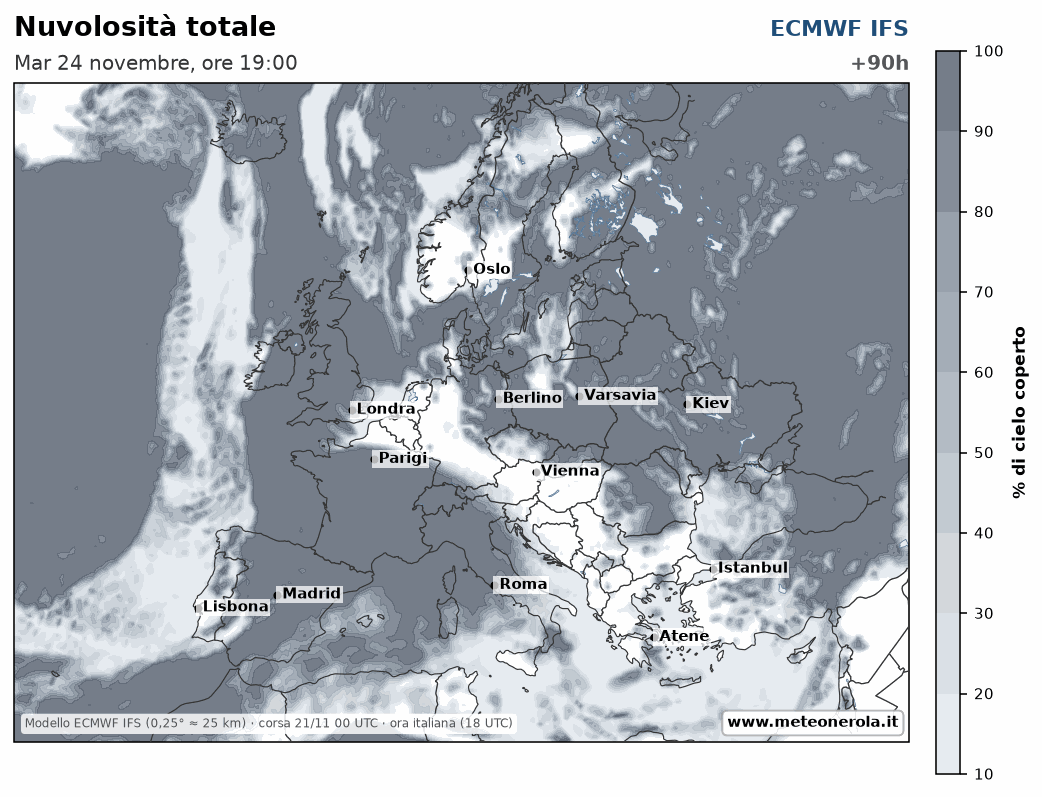 Nuvolosità totale
ECMWF IFS
Mar 24 novembre, ore 19:00
+90h
Oslo
Londra
Berlino
Varsavia
Kiev
Parigi
Vienna
Istanbul
Roma
Madrid
Lisbona
Atene
Modello ECMWF IFS (0,25° ≈ 25 km) · corsa 21/11 00 UTC · ora italiana (18 UTC)
www.meteonerola.it
100
90
80
70
60
50
40
30
20
10
% di cielo coperto